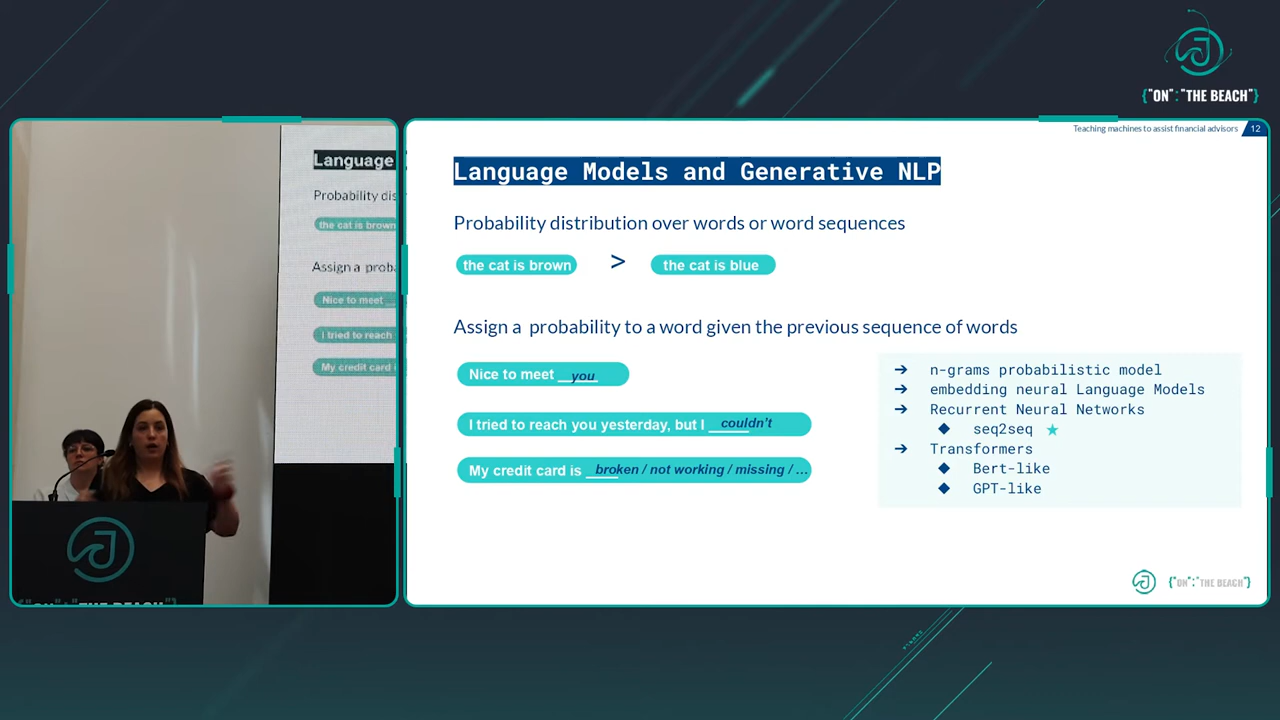 {"ON":"THE BEACH"}
Language
Probability dis
the cat is brown
Assign a proba
Nice to meet
I tried to reach
My credit card
Teaching machines to assist financial advisors
12
Language Models and Generative NLP
Probability distribution over words or word sequences
the cat is brown > the cat is blue
Assign a probability to a word given the previous sequence of words
Nice to meet you
I tried to reach you yesterday, but I couldn't
My credit card is broken / not working / missing / ...
➔ n-grams probabilistic model
➔ embedding neural Language Models
➔ Recurrent Neural Networks
◆ seq2seq ★
➔ Transformers
◆ Bert-like
◆ GPT-like
{"ON":"THE BEACH"}